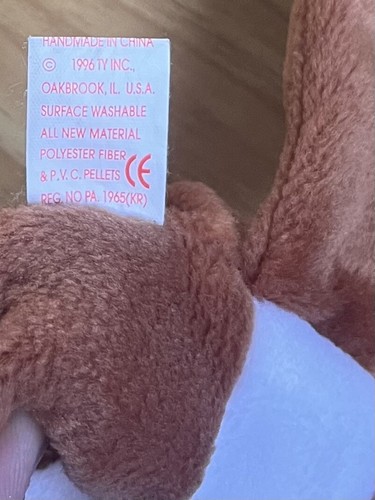 HANDMADE IN CHINA
© 1996 TY INC.,
OAKBROOK, IL. U.S.A.
SURFACE WASHABLE
ALL NEW MATERIAL
POLYESTER FIBER
& P.V.C. PELLETS CE
REG. NO PA. 1965(KR)